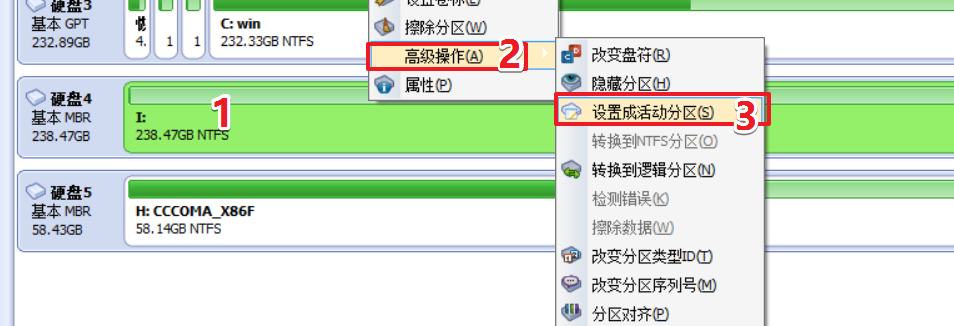 硬盘3
基本 GPT
232.89GB
4.
1
1
C: win
232.33GB NTFS
擦除分区(W)
高级操作(A)
2
属性(P)
改变盘符(R)
隐藏分区(H)
设置成活动分区(S)
3
转换到NTFS分区(O)
转换到逻辑分区(N)
检测错误(K)
擦除数据(W)
改变分区类型ID(T)
改变分区序列号(M)
分区对齐(P)
硬盘4
基本 MBR
238.47GB
I:
238.47GB NTFS
1
硬盘5
基本 MBR
58.43GB
H: CCCOMA_X86F
58.14GB NTFS